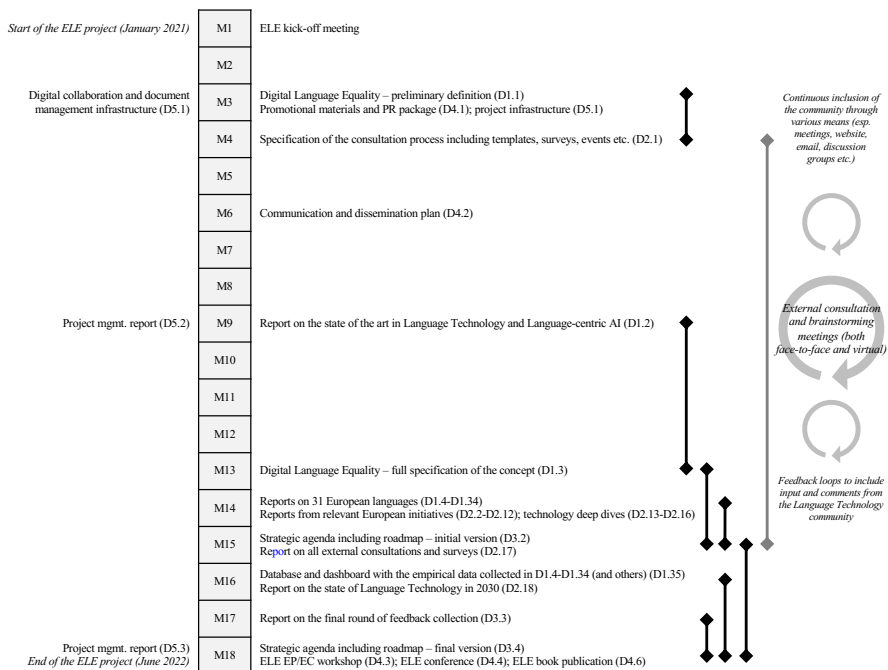 Start of the ELE project (January 2021)
M1
ELE kick-off meeting
M2
Digital collaboration and document
management infrastructure (D5.1)
M3
Digital Language Equality – preliminary definition (D1.1)
Promotional materials and PR package (D4.1); project infrastructure (D5.1)
Continuous inclusion of
the community through
various means (esp.
meetings, website,
email, discussion
groups etc.)
M4
Specification of the consultation process including templates, surveys, events etc. (D2.1)
M5
M6
Communication and dissemination plan (D4.2)
M7
M8
Project mgmt. report (D5.2)
M9
Report on the state of the art in Language Technology and Language-centric AI (D1.2)
External consultation
and brainstorming
meetings (both
face-to-face and virtual)
M10
M11
M12
M13
Digital Language Equality – full specification of the concept (D1.3)
Feedback loops to include
input and comments from
the Language Technology
community
M14
Reports on 31 European languages (D1.4-D1.34)
Reports from relevant European initiatives (D2.2-D2.12); technology deep dives (D2.13-D2.16)
M15
Strategic agenda including roadmap – initial version (D3.2)
Report on all external consultations and surveys (D2.17)
M16
Database and dashboard with the empirical data collected in D1.4-D1.34 (and others) (D1.35)
Report on the state of Language Technology in 2030 (D2.18)
M17
Report on the final round of feedback collection (D3.3)
Project mgmt. report (D5.3)
End of the ELE project (June 2022)
M18
Strategic agenda including roadmap – final version (D3.4)
ELE EP/EC workshop (D4.3); ELE conference (D4.4); ELE book publication (D4.6)